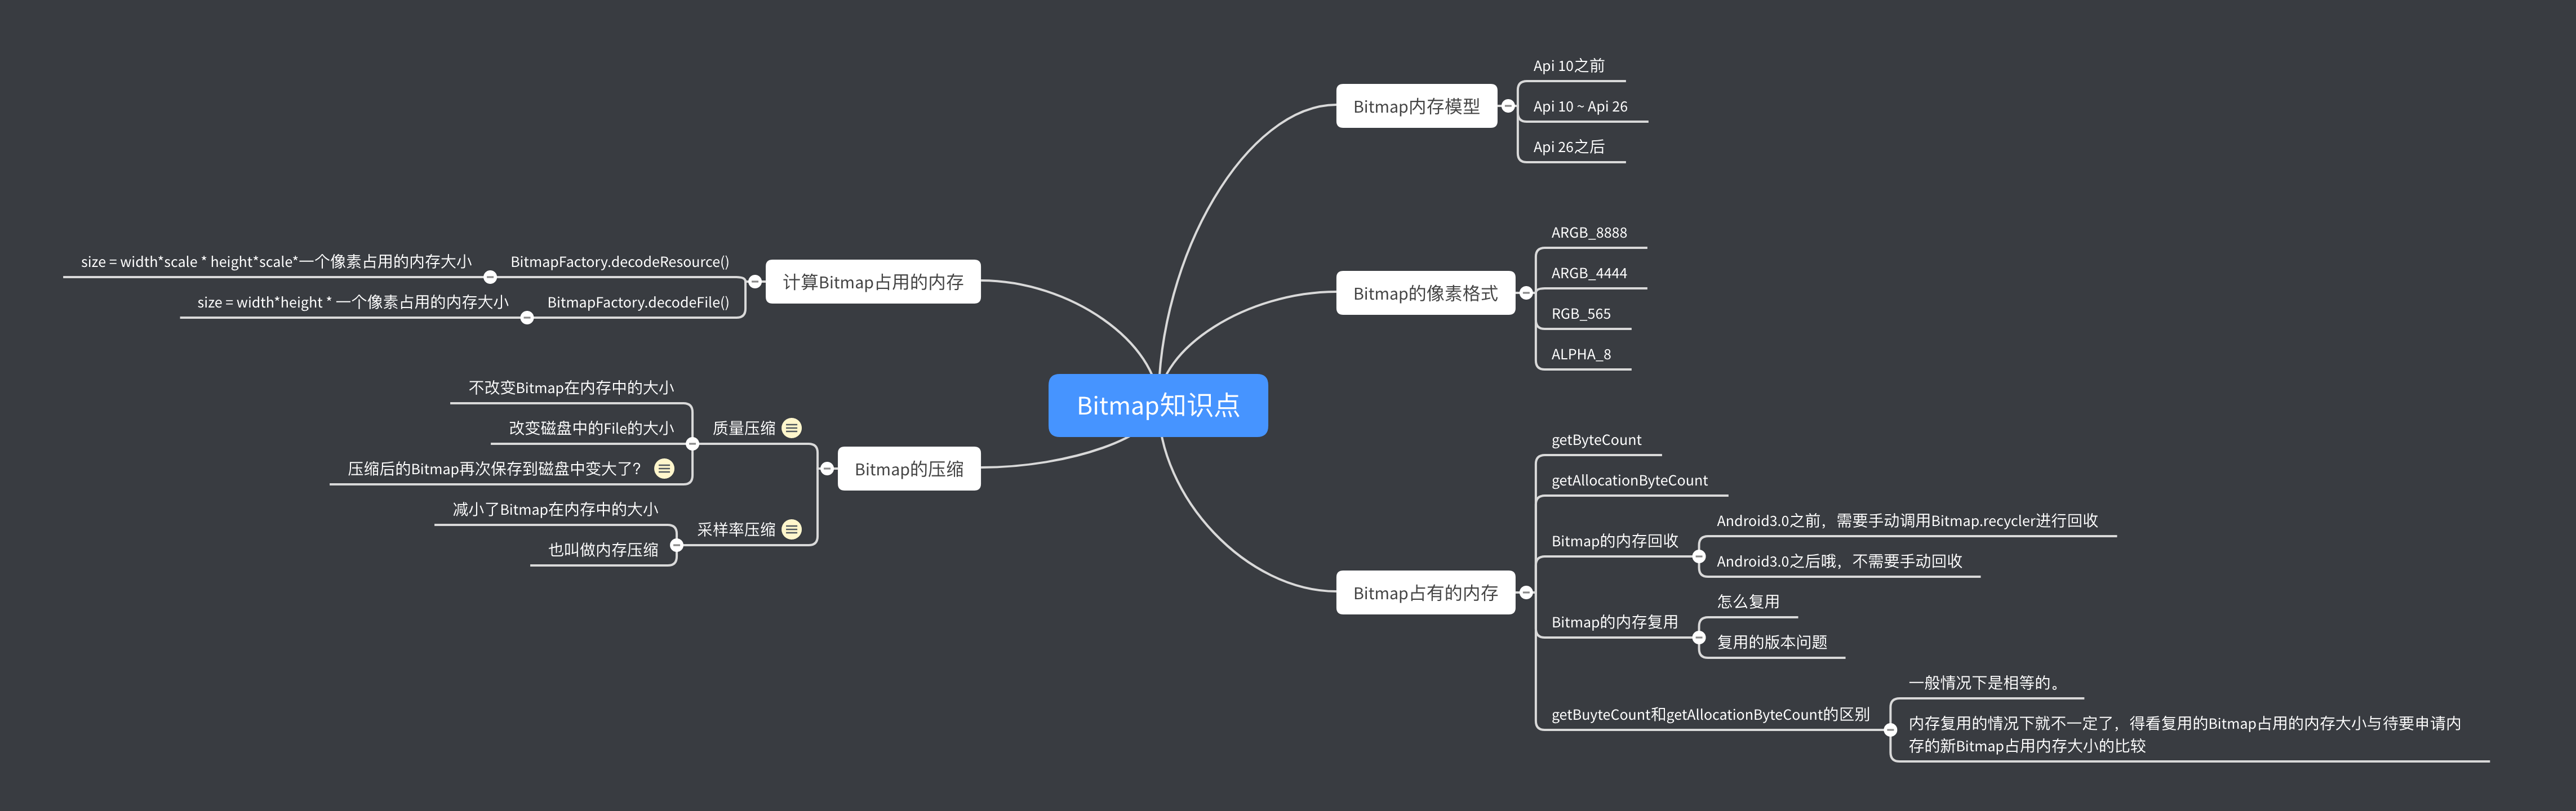 Bitmap知识点
Bitmap内存模型
Api 10之前
Api 10 ~ Api 26
Api 26之后
Bitmap的像素格式
ARGB_8888
ARGB_4444
RGB_565
ALPHA_8
Bitmap占有的内存
getByteCount
getAllocationByteCount
Bitmap的内存回收
Android3.0之前，需要手动调用Bitmap.recycler进行回收
Android3.0之后哦，不需要手动回收
Bitmap的内存复用
怎么复用
复用的版本问题
getBuyteCount和getAllocationByteCount的区别
一般情况下是相等的。
内存复用的情况下就不一定了，得看复用的Bitmap占用的内存大小与待要申请内
存的新Bitmap占用内存大小的比较
计算Bitmap占用的内存
BitmapFactory.decodeResource()
size = width*scale * height*scale*一个像素占用的内存大小
BitmapFactory.decodeFile()
size = width*height * 一个像素占用的内存大小
Bitmap的压缩
质量压缩
不改变Bitmap在内存中的大小
改变磁盘中的File的大小
压缩后的Bitmap再次保存到磁盘中变大了？
采样率压缩
减小了Bitmap在内存中的大小
也叫做内存压缩